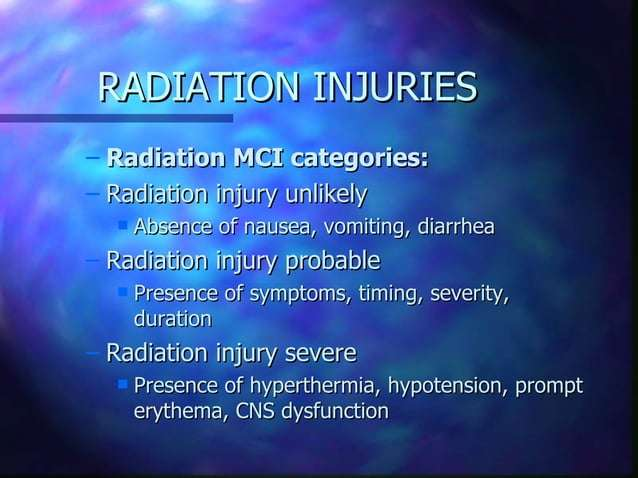 RADIATION INJURIES
– Radiation MCI categories:
– Radiation injury unlikely
■ Absence of nausea, vomiting, diarrhea
– Radiation injury probable
■ Presence of symptoms, timing, severity,
duration
– Radiation injury severe
■ Presence of hyperthermia, hypotension, prompt
erythema, CNS dysfunction